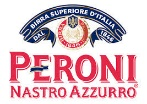 BIRRA SUPERIORE D'ITALIA
DAL 1846
PERONI
NASTRO AZZURRO